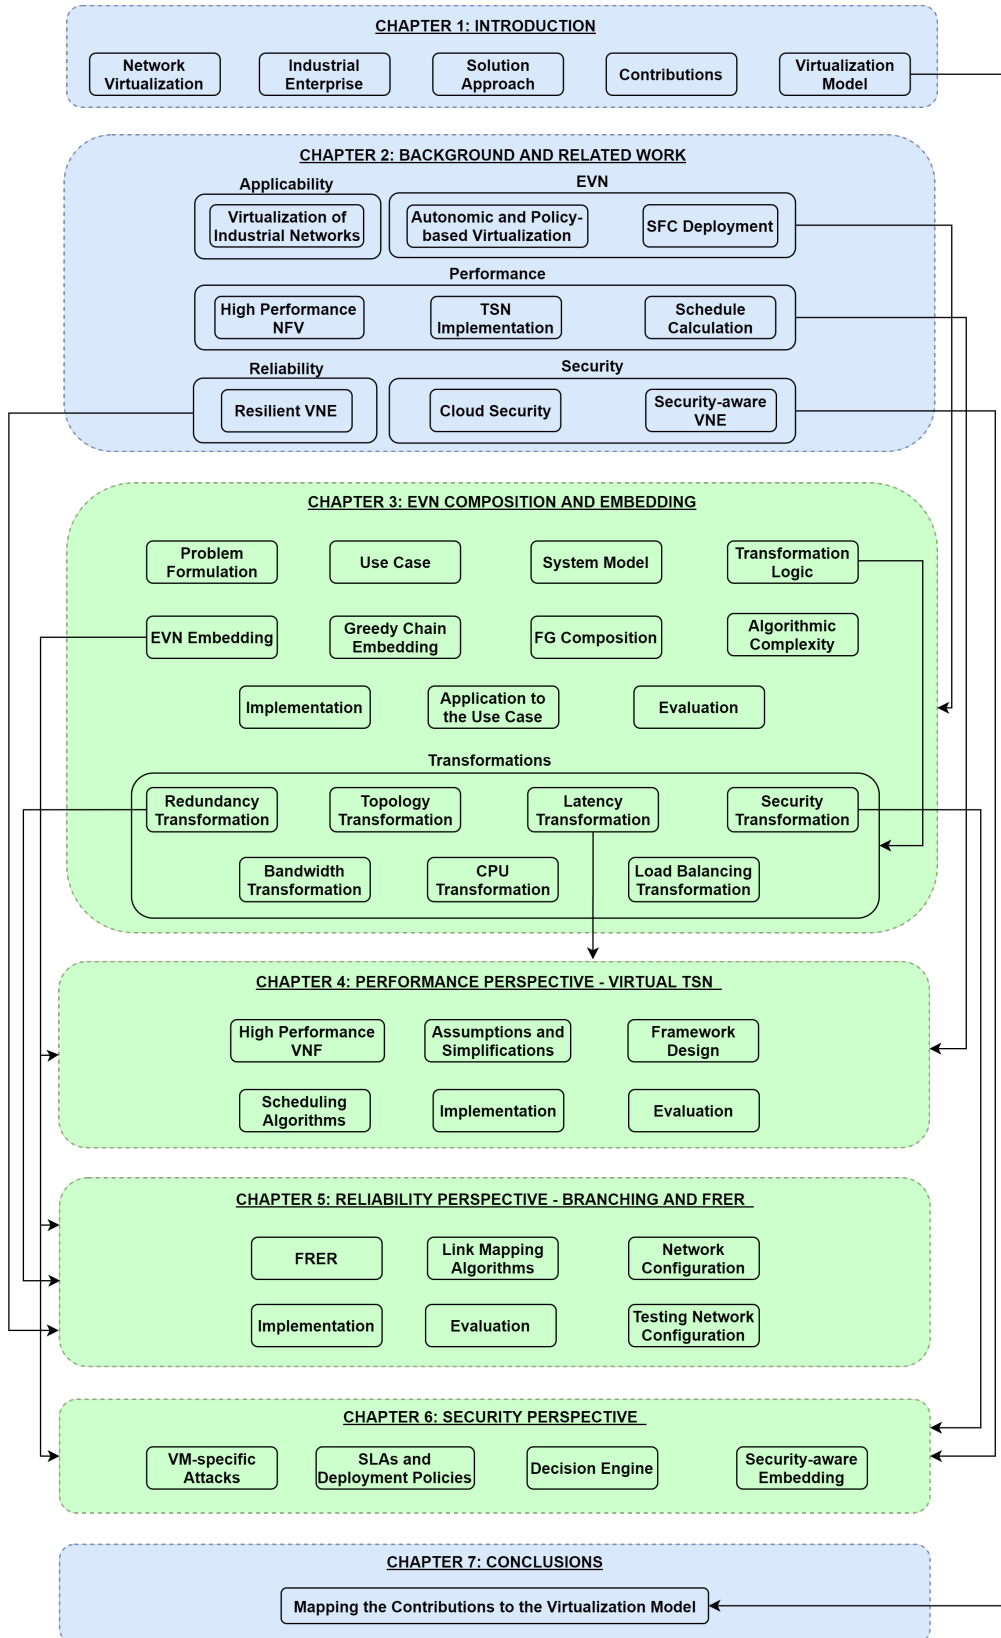 CHAPTER 1: INTRODUCTION
Network
Virtualization
Industrial
Enterprise
Solution
Approach
Contributions
Virtualization
Model
CHAPTER 2: BACKGROUND AND RELATED WORK
Applicability
Virtualization of
Industrial Networks
EVN
Autonomic and Policy-
based Virtualization
SFC Deployment
Performance
High Performance
NFV
TSN
Implementation
Schedule
Calculation
Reliability
Resilient VNE
Security
Cloud Security
Security-aware
VNE
CHAPTER 3: EVN COMPOSITION AND EMBEDDING
Problem
Formulation
Use Case
System Model
Transformation
Logic
EVN Embedding
Greedy Chain
Embedding
FG Composition
Algorithmic
Complexity
Implementation
Application to
the Use Case
Evaluation
Transformations
Redundancy
Transformation
Topology
Transformation
Latency
Transformation
Security
Transformation
Bandwidth
Transformation
CPU
Transformation
Load Balancing
Transformation
CHAPTER 4: PERFORMANCE PERSPECTIVE - VIRTUAL TSN
High Performance
VNF
Assumptions and
Simplifications
Framework
Design
Scheduling
Algorithms
Implementation
Evaluation
CHAPTER 5: RELIABILITY PERSPECTIVE - BRANCHING AND FRER
FRER
Link Mapping
Algorithms
Network
Configuration
Implementation
Evaluation
Testing Network
Configuration
CHAPTER 6: SECURITY PERSPECTIVE
VM-specific
Attacks
SLAs and
Deployment Policies
Decision Engine
Security-aware
Embedding
CHAPTER 7: CONCLUSIONS
Mapping the Contributions to the Virtualization Model